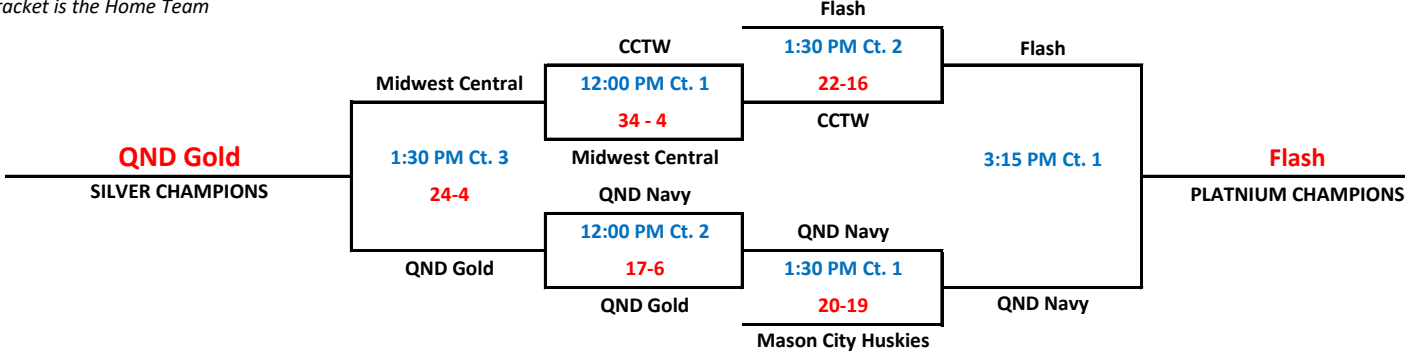 racket is the Home Team
Flash
CCTW
1:30 PM Ct. 2
Flash
Midwest Central
12:00 PM Ct. 1
22-16
34 - 4
CCTW
QND Gold
1:30 PM Ct. 3
Midwest Central
3:15 PM Ct. 1
Flash
SILVER CHAMPIONS
24-4
QND Navy
PLATNIUM CHAMPIONS
12:00 PM Ct. 2
QND Navy
QND Gold
17-6
1:30 PM Ct. 1
QND Gold
20-19
QND Navy
Mason City Huskies